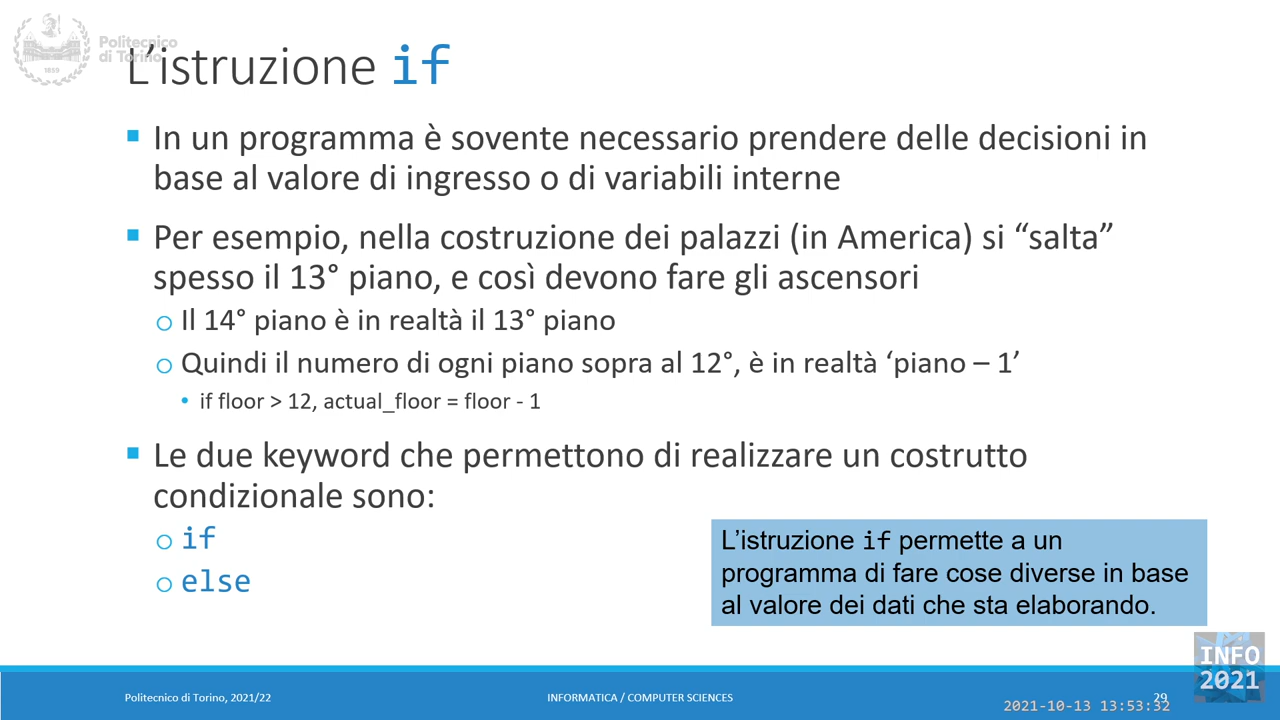 Politecnico
di Torino
1859
L’istruzione if
In un programma è sovente necessario prendere delle decisioni in
base al valore di ingresso o di variabili interne
Per esempio, nella costruzione dei palazzi (in America) si “salta”
spesso il 13° piano, e così devono fare gli ascensori
Il 14° piano è in realtà il 13° piano
Quindi il numero di ogni piano sopra al 12°, è in realtà ‘piano – 1’
if floor > 12, actual_floor = floor - 1
Le due keyword che permettono di realizzare un costrutto
condizionale sono:
if
else
L’istruzione if permette a un
programma di fare cose diverse in base
al valore dei dati che sta elaborando.
INFO
2021
Politecnico di Torino, 2021/22
INFORMATICA / COMPUTER SCIENCES
29
2021-10-13 13:53:32